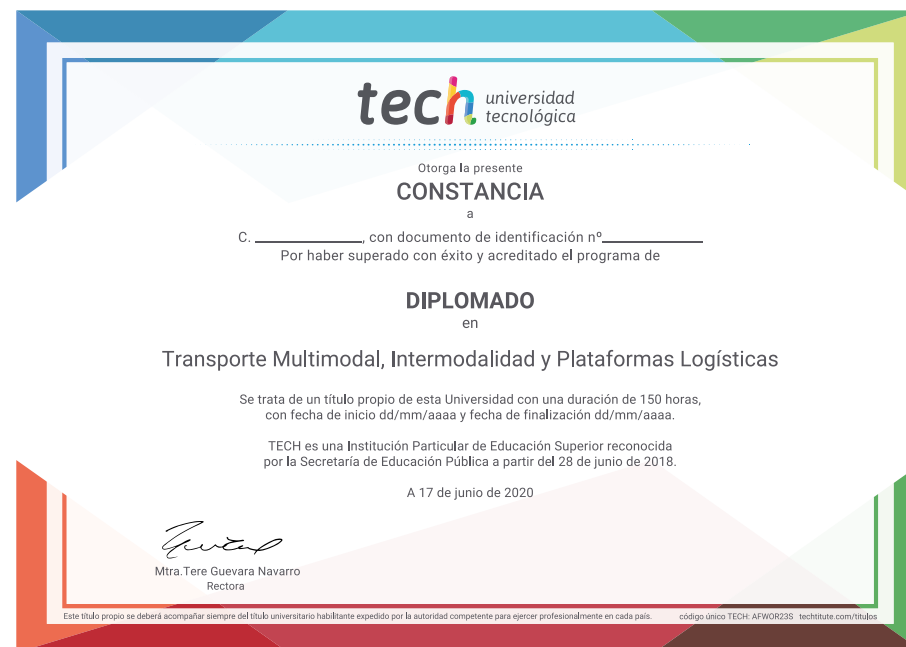 tech universidad
tecnológica
Otorga la presente
CONSTANCIA
a
C. ____________, con documento de identificación nº____________
Por haber superado con éxito y acreditado el programa de
DIPLOMADO
en
Transporte Multimodal, Intermodalidad y Plataformas Logísticas
Se trata de un título propio de esta Universidad con una duración de 150 horas,
con fecha de inicio dd/mm/aaaa y fecha de finalización dd/mm/aaaa.
TECH es una Institución Particular de Educación Superior reconocida
por la Secretaría de Educación Pública a partir del 28 de junio de 2018.
A 17 de junio de 2020
Mtra.Tere Guevara Navarro
Rectora
Este título propio se deberá acompañar siempre del título universitario habilitante expedido por la autoridad competente para ejercer profesionalmente en cada país. código único TECH: AFWOR23S techtitute.com/titulos